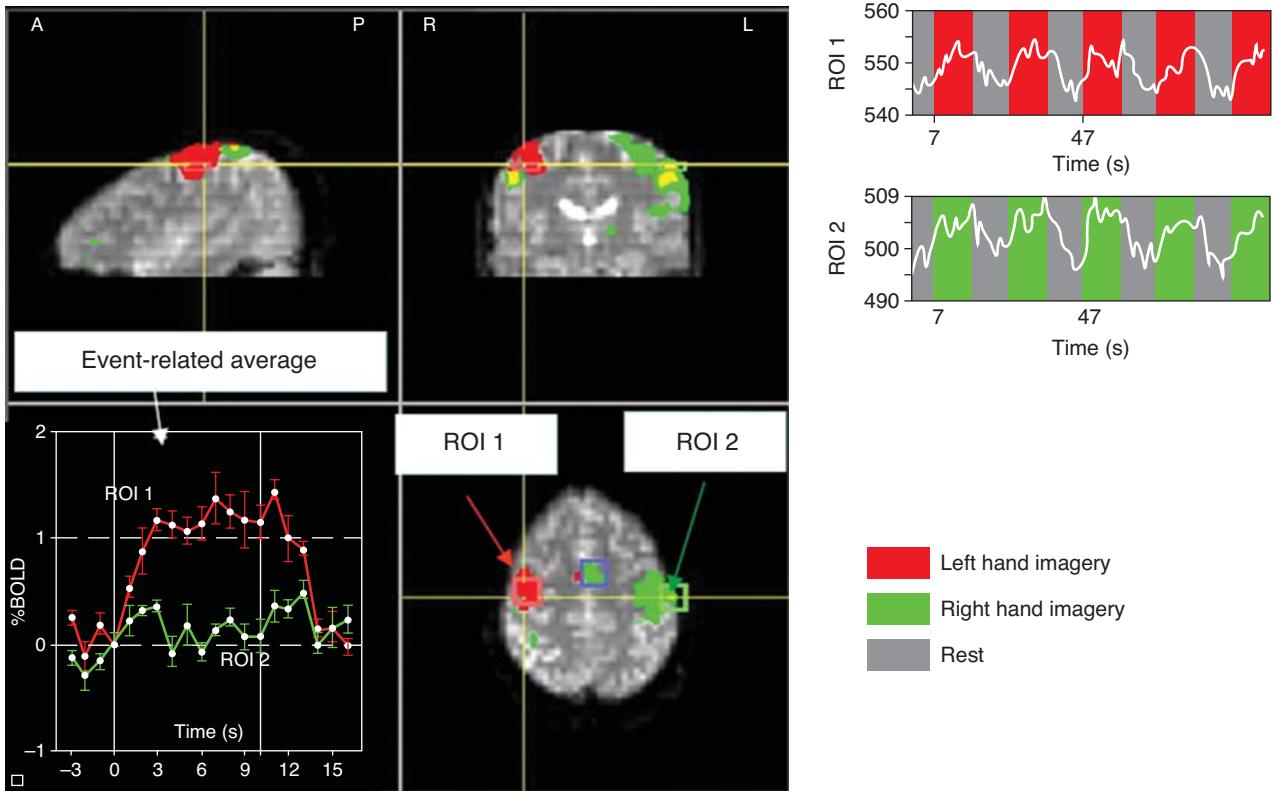 A P
R L
Event-related average
2
1
0
−1
%BOLD
ROI 1
ROI 2
Time (s)
−3 0 3 6 9 12 15
ROI 1
ROI 2
560
550
540
ROI 1
7 47
Time (s)
509
500
490
ROI 2
7 47
Time (s)
Left hand imagery
Right hand imagery
Rest